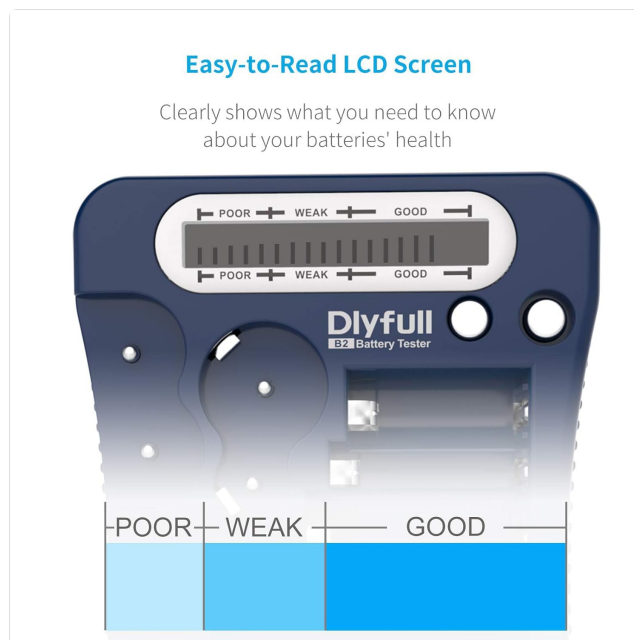 Easy-to-Read LCD Screen
Clearly shows what you need to know
about your batteries' health
POOR WEAK GOOD
POOR WEAK GOOD
Dlyfull
B2 Battery Tester
POOR WEAK GOOD